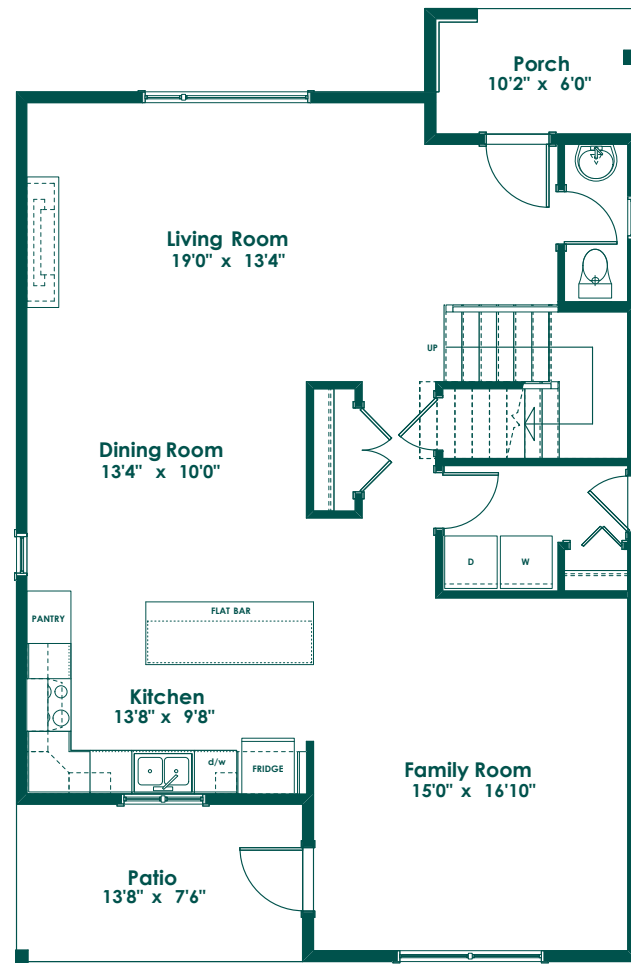 Porch
10'2" x 6'0"
Living Room
19'0" x 13'4"
UP
Dining Room
13'4" x 10'0"
D
W
PANTRY
FLAT BAR
Kitchen
13'8" x 9'8"
d/w
FRIDGE
Family Room
15'0" x 16'10"
Patio
13'8" x 7'6"